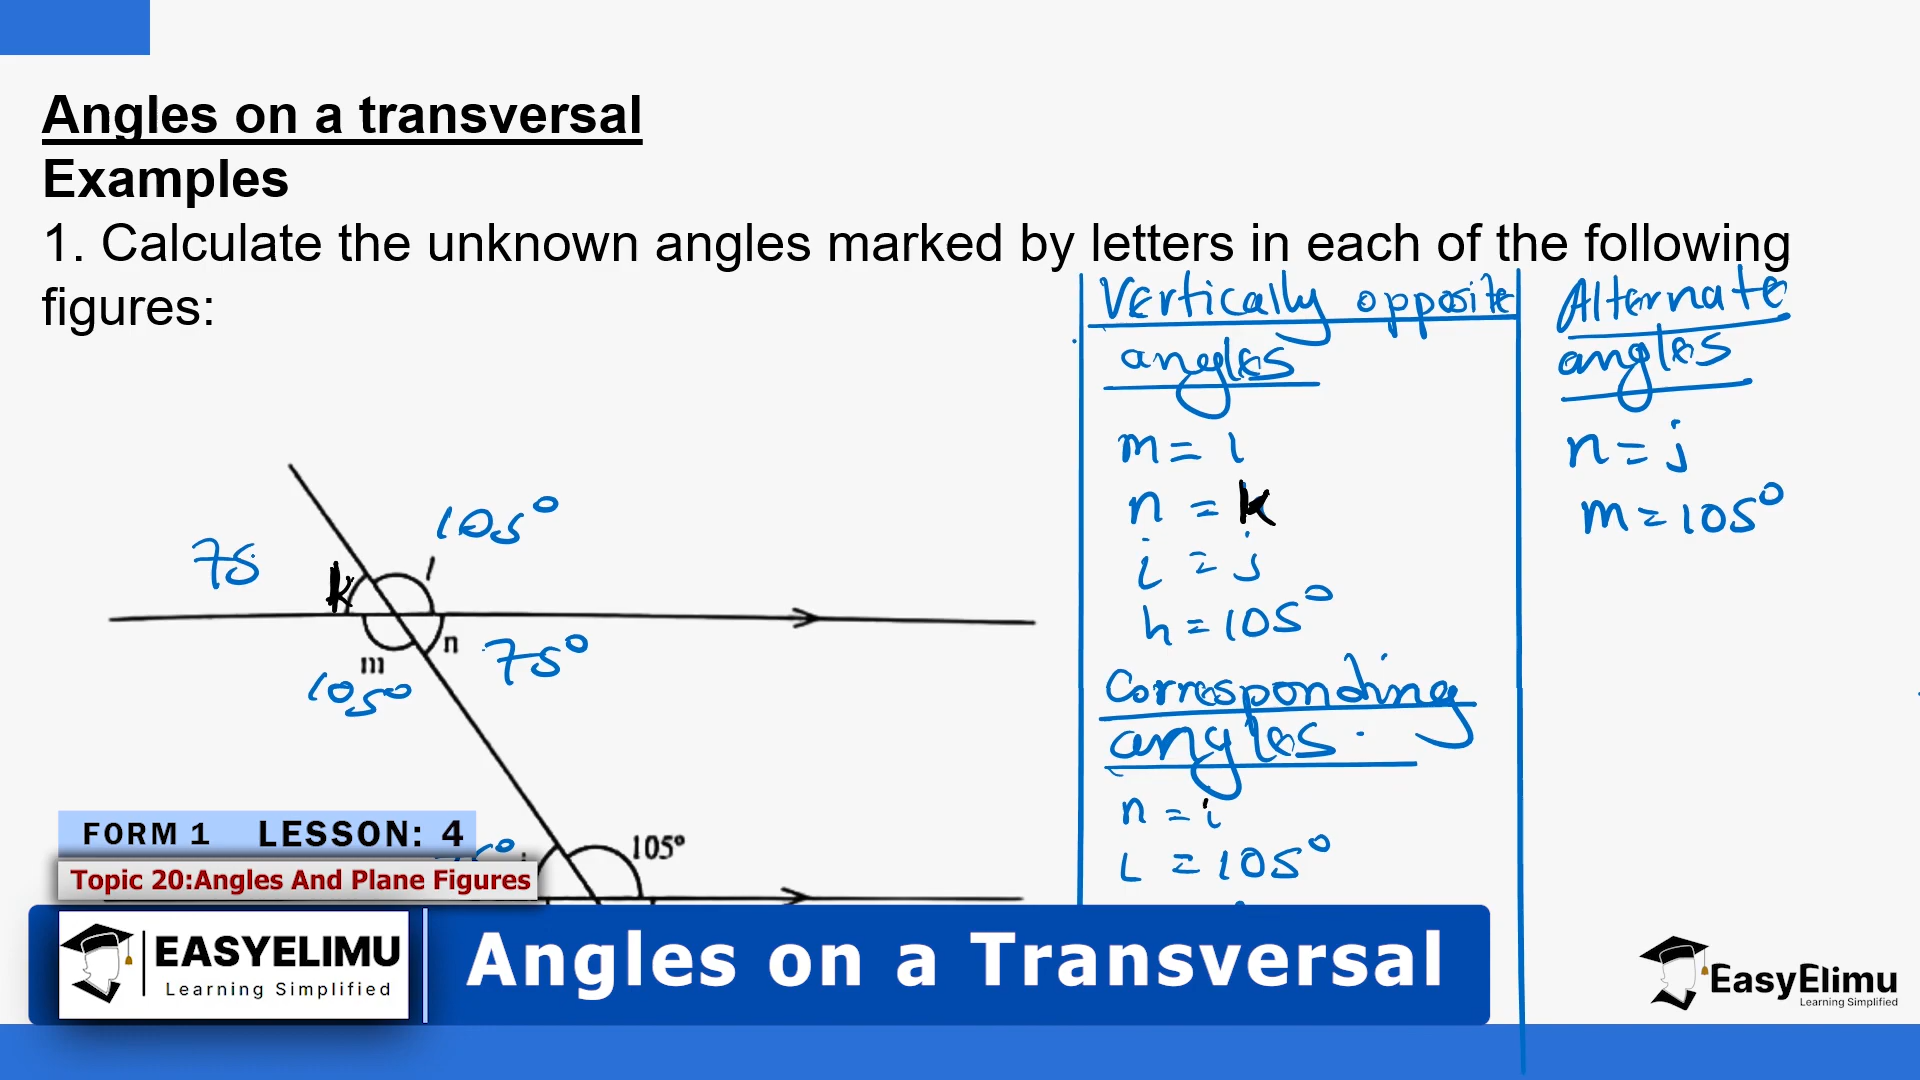 Angles on a transversal
Examples
1. Calculate the unknown angles marked by letters in each of the following
figures:
Vertically opposite
angles
m = l
n = k
i = j
h = 105°
Corresponding
angles.
n = i
L = 105°
Alternate
angles
n = j
m = 105°
105°
75
k
l
n
75°
m
105°
105°
FORM 1 LESSON: 4
Topic 20:Angles And Plane Figures
EASYELIMU
Learning Simplified
Angles on a Transversal
EasyElimu
Learning Simplified